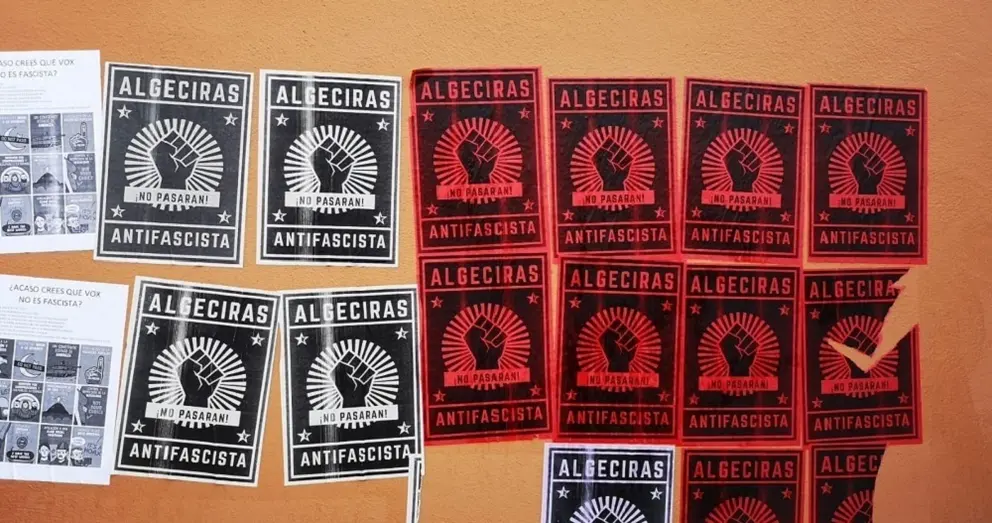 ASO CREES QUE VOX
O ES FASCISTA?
ALGECIRAS
¡NO PASARAN!
ANTIFASCISTA
ALGECIRAS
¡NO PASARAN!
ANTIFASCISTA
ALGECIRAS
¡NO PASARAN!
ANTIFASCISTA
ALGECIRAS
¡NO PASARAN!
ANTIFASCISTA
ALGECIRAS
¡NO PASARAN!
ANTIFASCISTA
ALGECIRAS
¡NO PASARAN!
ANTIFASCISTA
¿ACASO CREES QUE VOX
NO ES FASCISTA?
ALGECIRAS
¡NO PASARAN!
ANTIFASCISTA
ALGECIRAS
¡NO PASARAN!
ANTIFASCISTA
ALGECIRAS
¡NO PASARAN!
ANTIFASCISTA
ALGECIRAS
¡NO PASARAN!
ANTIFASCISTA
ALGECIRAS
¡NO PASARAN!
ANTIFASCISTA
ALGECIRA
¡NO PASARAN!
ANTIFASCISTA
ALGECIRAS
ALGECIRAS
ALGEC